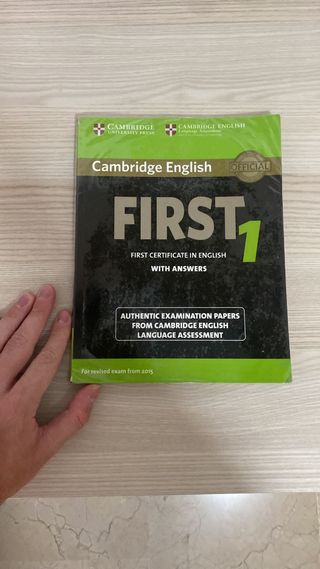 CAMBRIDGE
UNIVERSITY PRESS
CAMBRIDGE ENGLISH
Language Assessment
Cambridge English
OFFICIAL
FIRST 1
FIRST CERTIFICATE IN ENGLISH
WITH ANSWERS
AUTHENTIC EXAMINATION PAPERS
FROM CAMBRIDGE ENGLISH
LANGUAGE ASSESSMENT
For revised exam from 2015